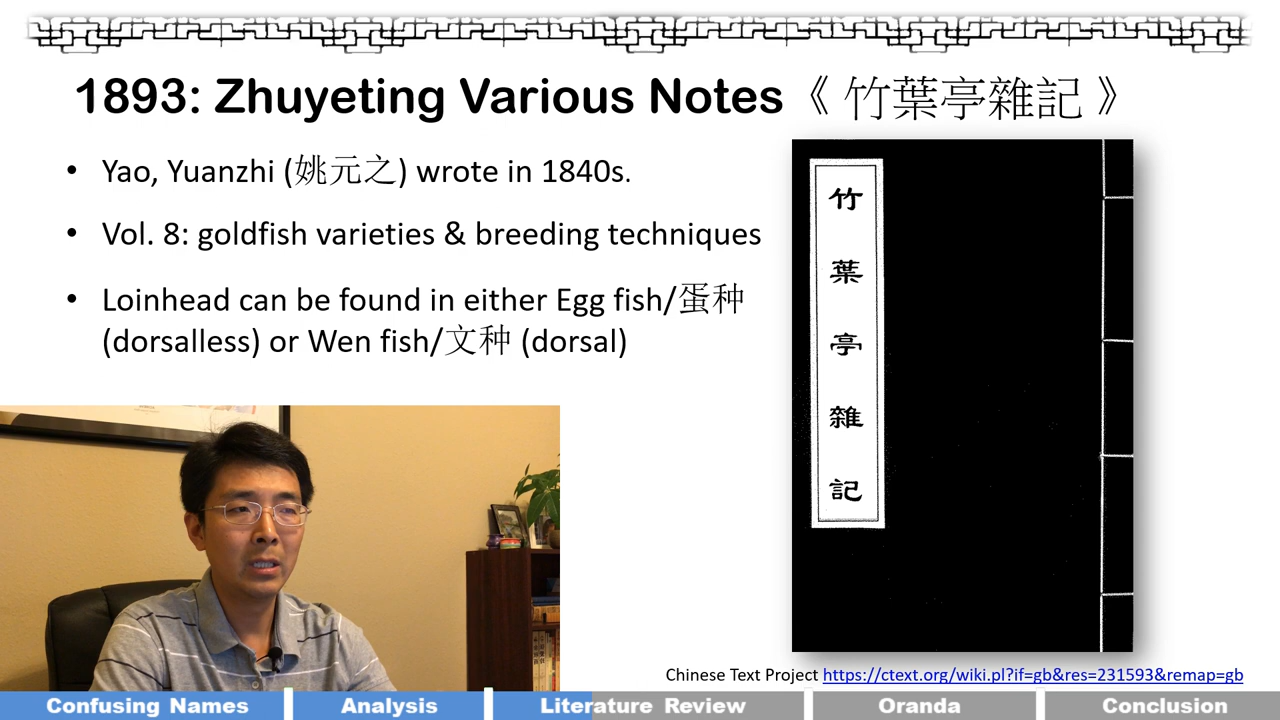 1893: Zhuyeting Various Notes《竹葉亭雜記》
• Yao, Yuanzhi (姚元之) wrote in 1840s.
• Vol. 8: goldfish varieties & breeding techniques
• Loinhead can be found in either Egg fish/蛋种
(dorsalless) or Wen fish/文种 (dorsal)
竹葉亭雜記
Chinese Text Project https://ctext.org/wiki.pl?if=gb&res=231593&remap=gb
Confusing Names
Analysis
Literature Review
Oranda
Conclusion